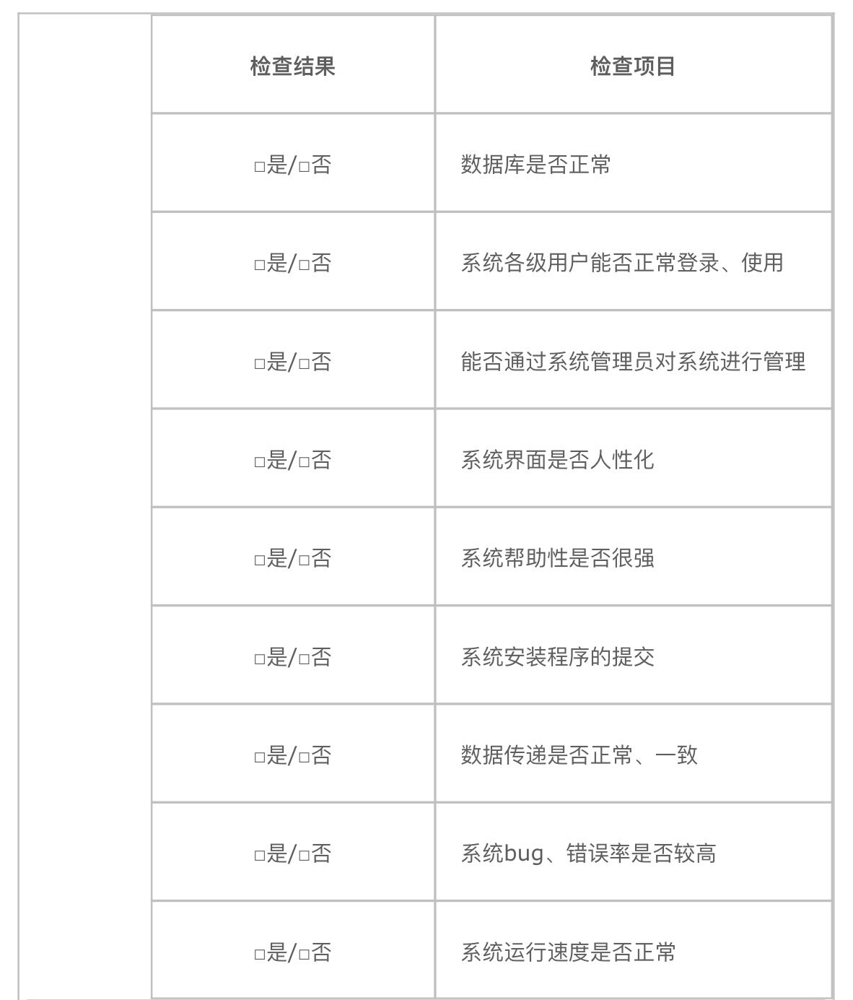 检查结果 检查项目
□是/□否 数据库是否正常
□是/□否 系统各级用户能否正常登录、使用
□是/□否 能否通过系统管理员对系统进行管理
□是/□否 系统界面是否人性化
□是/□否 系统帮助性是否很强
□是/□否 系统安装程序的提交
□是/□否 数据传递是否正常、一致
□是/□否 系统bug、错误率是否较高
□是/□否 系统运行速度是否正常